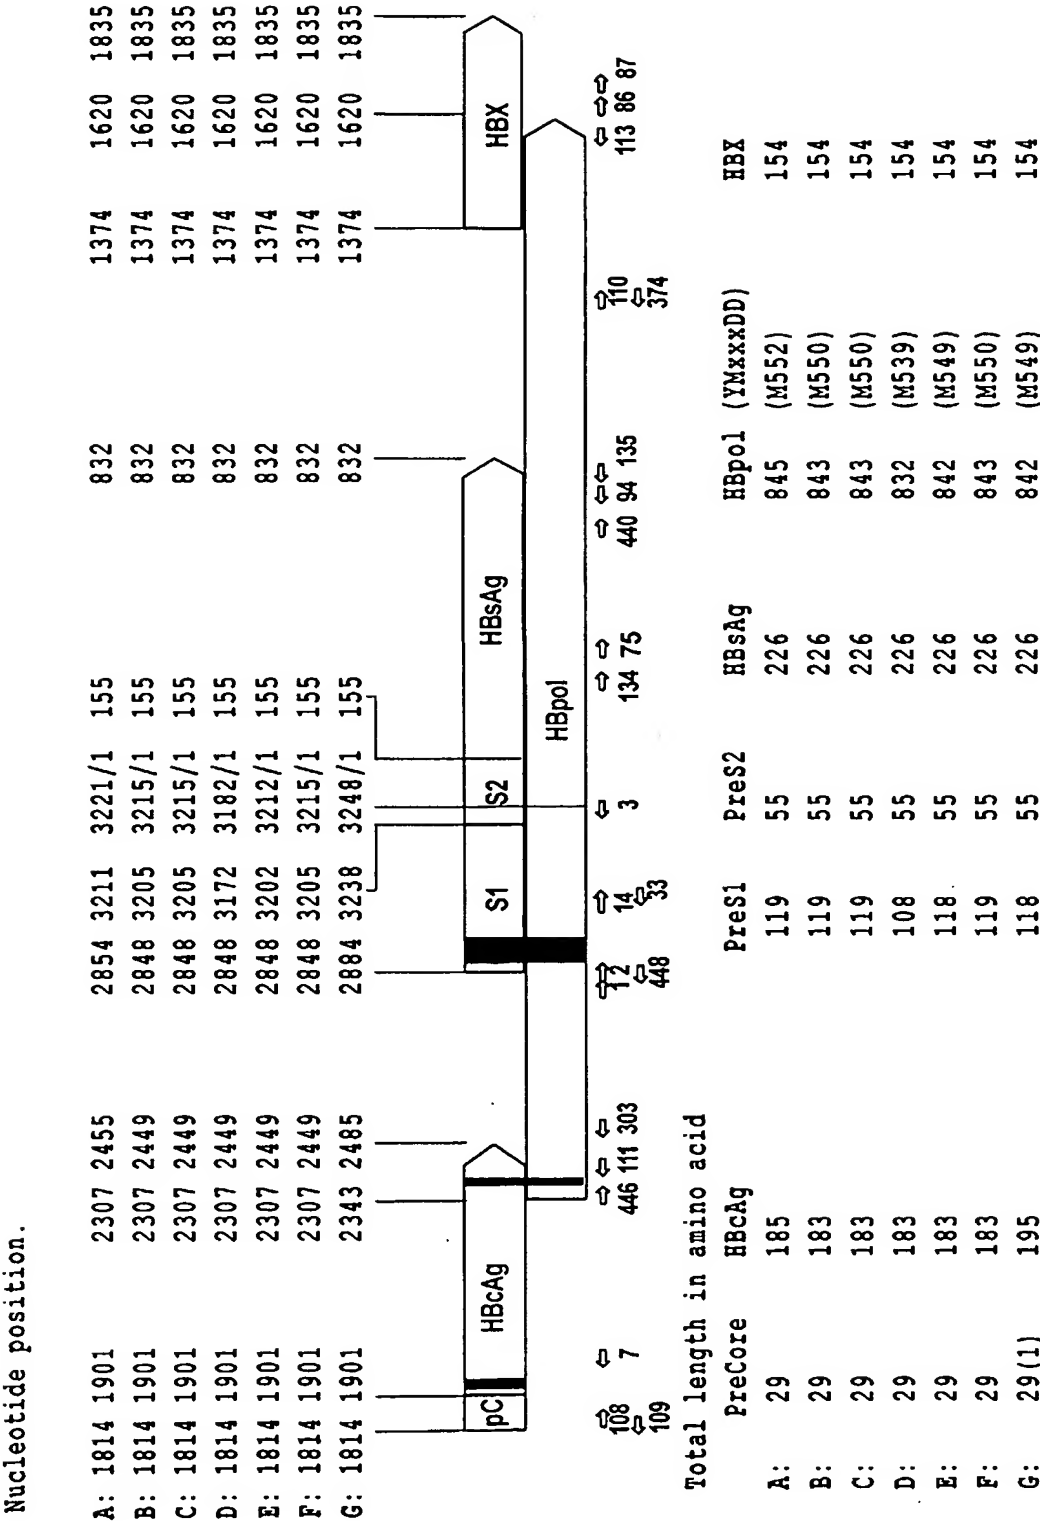 Nucleotide position.
A: 1814 1901 2307 2455 2854 3211 3221/1 155 832 1374 1620 1835
B: 1814 1901 2307 2449 2848 3205 3215/1 155 832 1374 1620 1835
C: 1814 1901 2307 2449 2848 3205 3215/1 155 832 1374 1620 1835
D: 1814 1901 2307 2449 2848 3172 3182/1 155 832 1374 1620 1835
E: 1814 1901 2307 2449 2848 3202 3212/1 155 832 1374 1620 1835
F: 1814 1901 2307 2449 2848 3205 3215/1 155 832 1374 1620 1835
G: 1814 1901 2343 2485 2884 3238 3248/1 155 832 1374 1620 1835
pC HBcAg S1 S2 HBsAg HBX
HBpol
⇧ ⇩ ⇧ ⇩ ⇩ ⇧⇧ ⇧ ⇩ ⇧ ⇧ ⇧ ⇩ ⇩ ⇧ ⇩ ⇧ ⇧
108 7 446 111 303 1 2 14 3 134 75 440 94 135 110 113 86 87
⇩ ⇩ ⇩ ⇩
109 448 33 374
Total length in amino acid
PreCore HBcAg PreS1 PreS2 HBsAg HBpol (YMxxxDD) HBX
A: 29 185 119 55 226 845 (M552) 154
B: 29 183 119 55 226 843 (M550) 154
C: 29 183 119 55 226 843 (M550) 154
D: 29 183 108 55 226 832 (M539) 154
E: 29 183 118 55 226 842 (M549) 154
F: 29 183 119 55 226 843 (M550) 154
G: 29(1) 195 118 55 226 842 (M549) 154